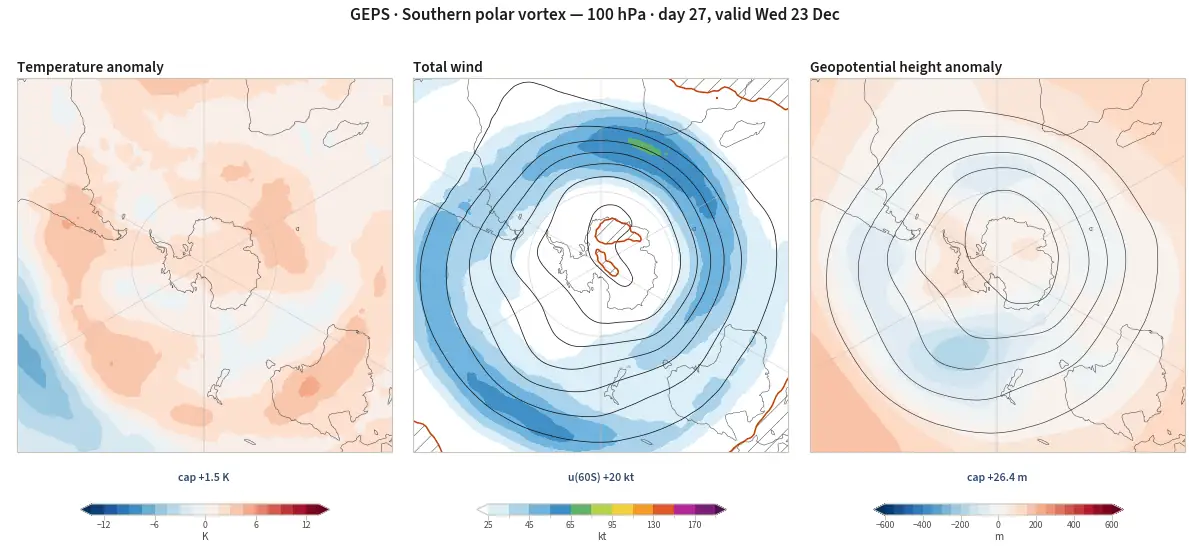 GEPS · Southern polar vortex — 100 hPa · day 27, valid Wed 23 Dec
Temperature anomaly
Total wind
Geopotential height anomaly
cap +1.5 K
u(60S) +20 kt
cap +26.4 m
−12 −6 0 6 12
K
25 45 65 95 130 170
kt
−600 −400 −200 0 200 400 600
m